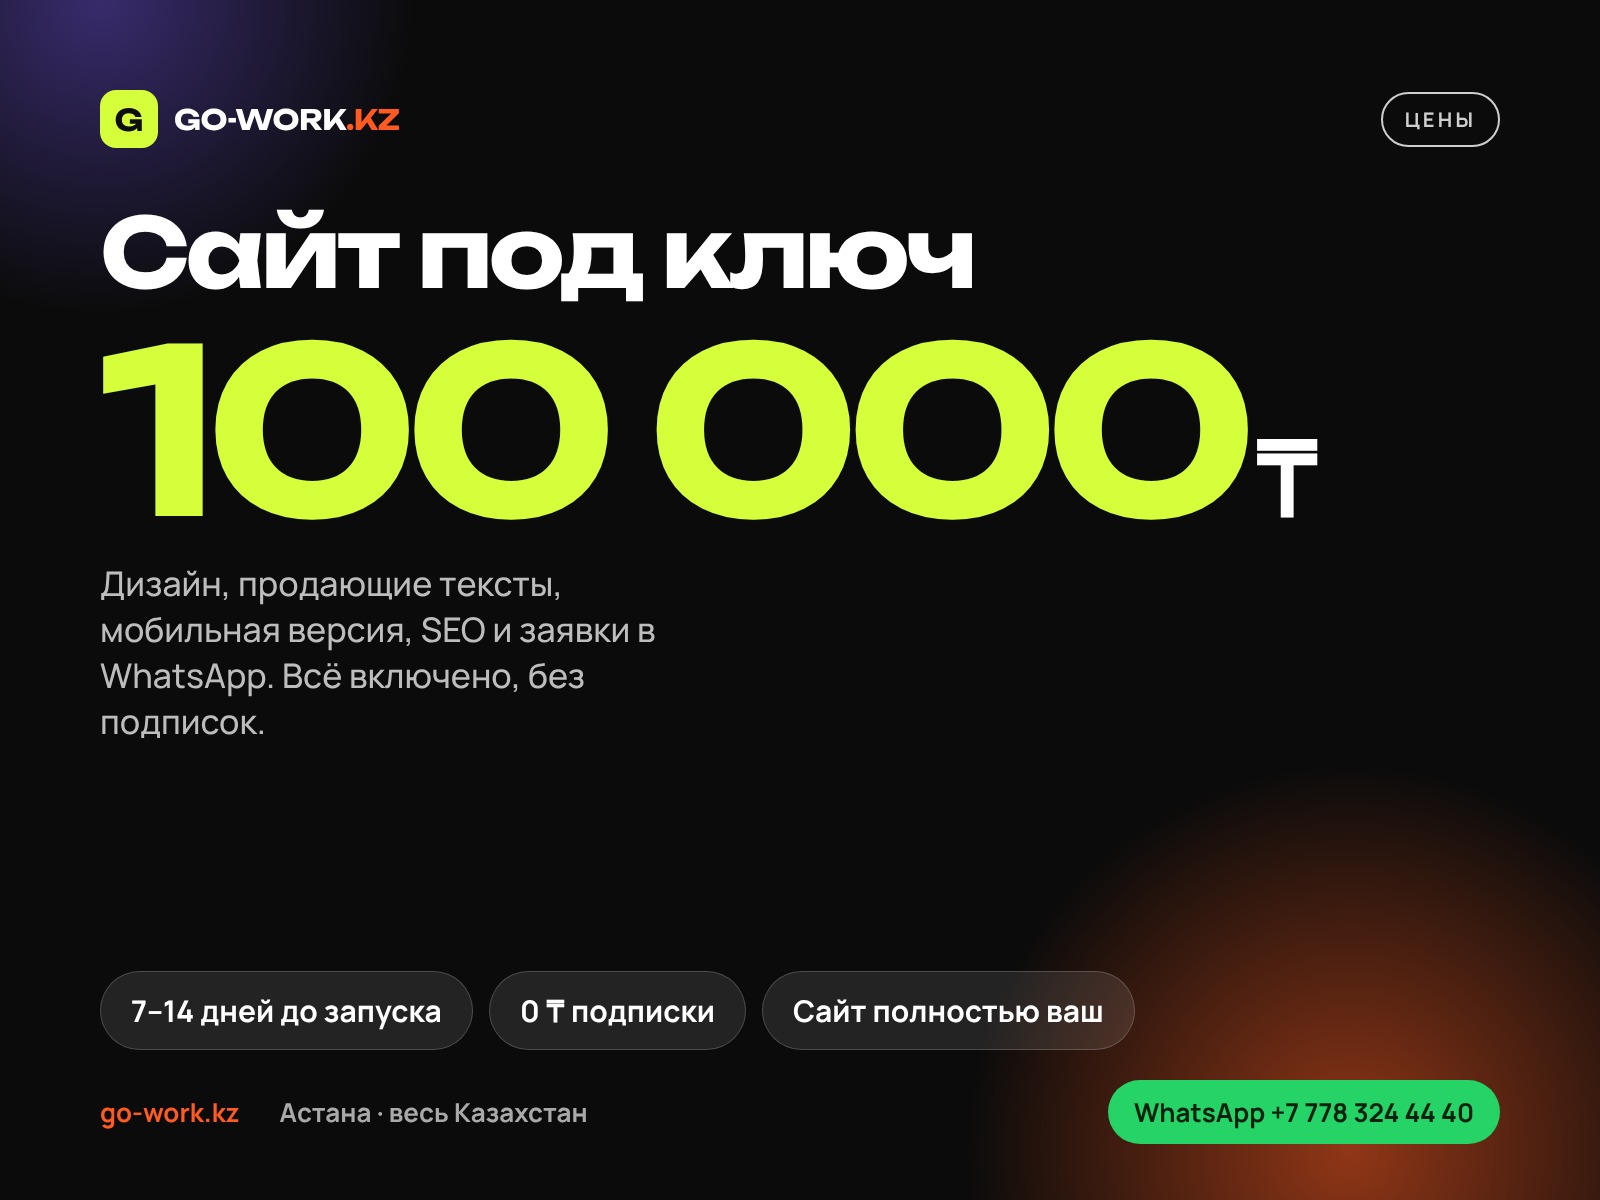 G GO-WORK.KZ
ЦЕНЫ
Сайт под ключ
100 000₸
Дизайн, продающие тексты,
мобильная версия, SEO и заявки в
WhatsApp. Всё включено, без
подписок.
7–14 дней до запуска
0 ₸ подписки
Сайт полностью ваш
go-work.kz
Астана · весь Казахстан
WhatsApp +7 778 324 44 40